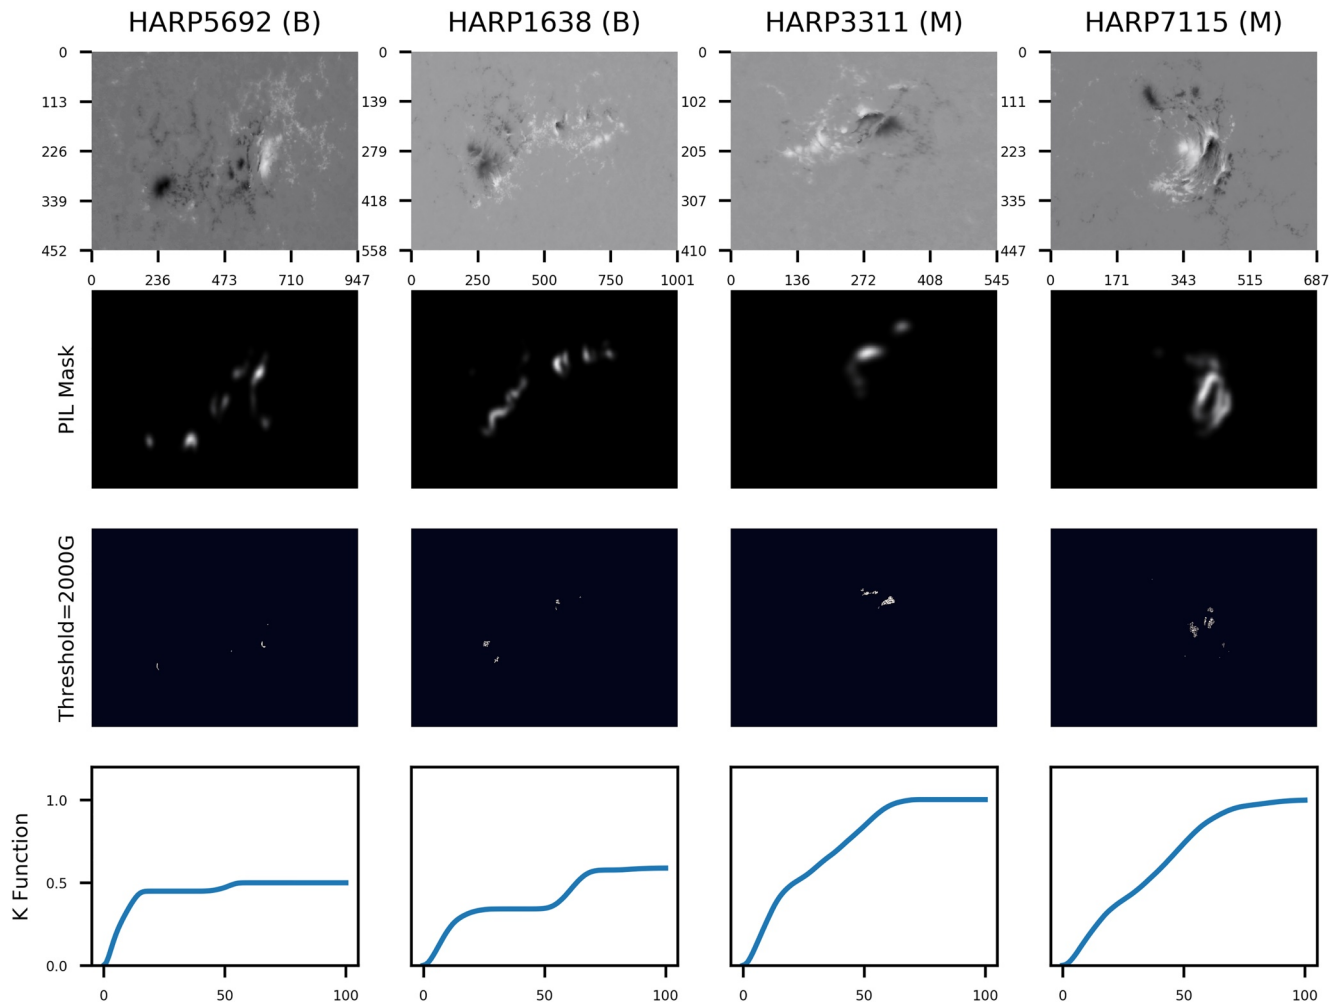 HARP5692 (B) HARP1638 (B) HARP3311 (M) HARP7115 (M)
0 0 0 0
113 139 102 111
226 279 205 223
339 418 307 335
452 558 410 447
0 236 473 710 947 0 250 500 750 1001 0 136 272 408 545 0 171 343 515 687
PIL Mask
Threshold=2000G
K Function
1.0
0.5
0.0
0 50 100 0 50 100 0 50 100 0 50 100